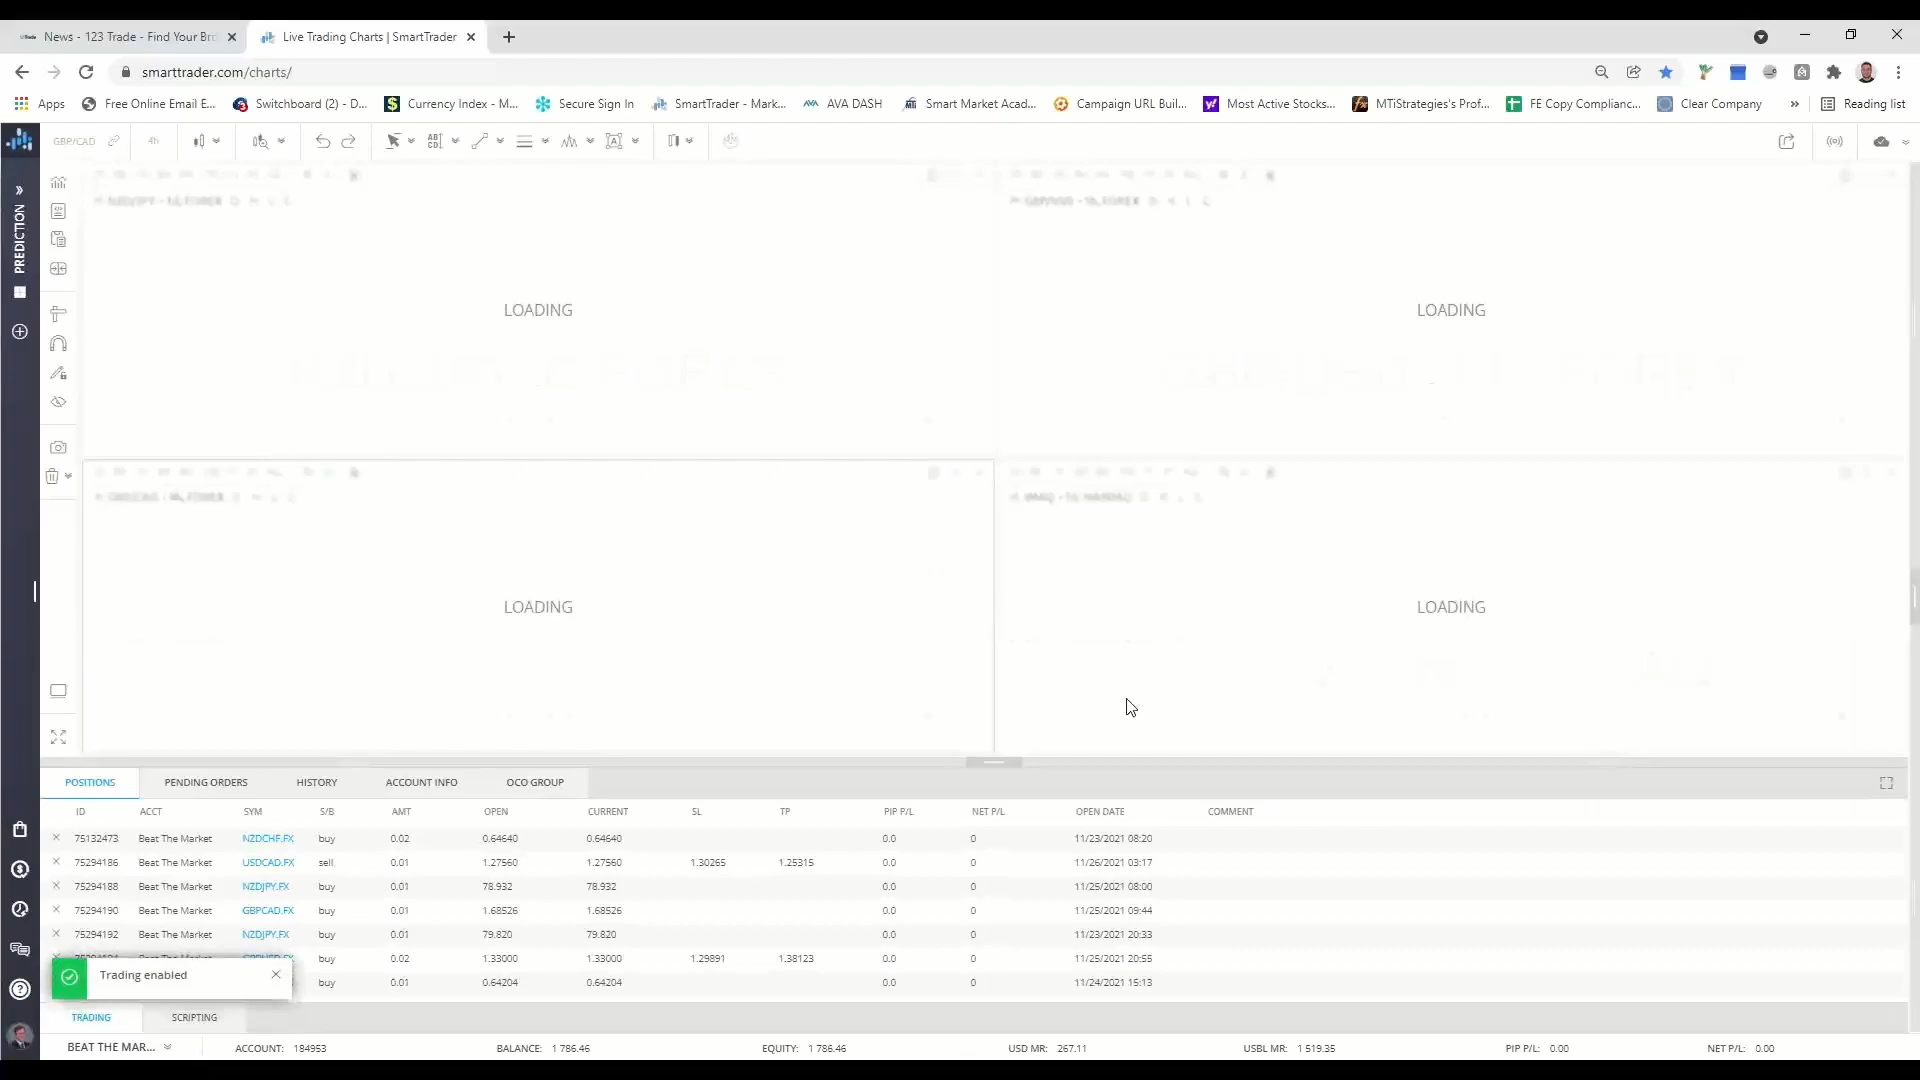 News - 123 Trade - Find Your Bro
Live Trading Charts | SmartTrader
smarttrader.com/charts/
Apps
Free Online Email E...
Switchboard (2) - D...
Currency Index - M...
Secure Sign In
SmartTrader - Mark...
AVA DASH
Smart Market Acad...
Campaign URL Buil...
Most Active Stocks...
MTiStrategies's Prof...
FE Copy Complianc...
Clear Company
»
Reading list
GBP/CAD
4h
PREDICTION
LOADING
LOADING
LOADING
LOADING
POSITIONS PENDING ORDERS HISTORY ACCOUNT INFO OCO GROUP
ID ACCT SYM S/B AMT OPEN CURRENT SL TP PIP P/L NET P/L OPEN DATE COMMENT
75132473 Beat The Market NZDCHF.FX buy 0.02 0.64640 0.64640 0.0 0 11/23/2021 08:20
75294186 Beat The Market USDCAD.FX sell 0.01 1.27560 1.27560 1.30265 1.25315 0.0 0 11/26/2021 03:17
75294188 Beat The Market NZDJPY.FX buy 0.01 78.932 78.932 0.0 0 11/25/2021 08:00
75294190 Beat The Market GBPCAD.FX buy 0.01 1.68526 1.68526 0.0 0 11/25/2021 09:44
75294192 Beat The Market NZDJPY.FX buy 0.01 79.820 79.820 0.0 0 11/23/2021 20:33
buy 0.02 1.33000 1.33000 1.29891 1.38123 0.0 0 11/25/2021 20:55
Trading enabled
buy 0.01 0.64204 0.64204 0.0 0 11/24/2021 15:13
TRADING SCRIPTING
BEAT THE MAR... ACCOUNT: 184953 BALANCE: 1 786.46 EQUITY: 1 786.46 USD MR: 267.11 USBL MR: 1 519.35 PIP P/L: 0.00 NET P/L: 0.00